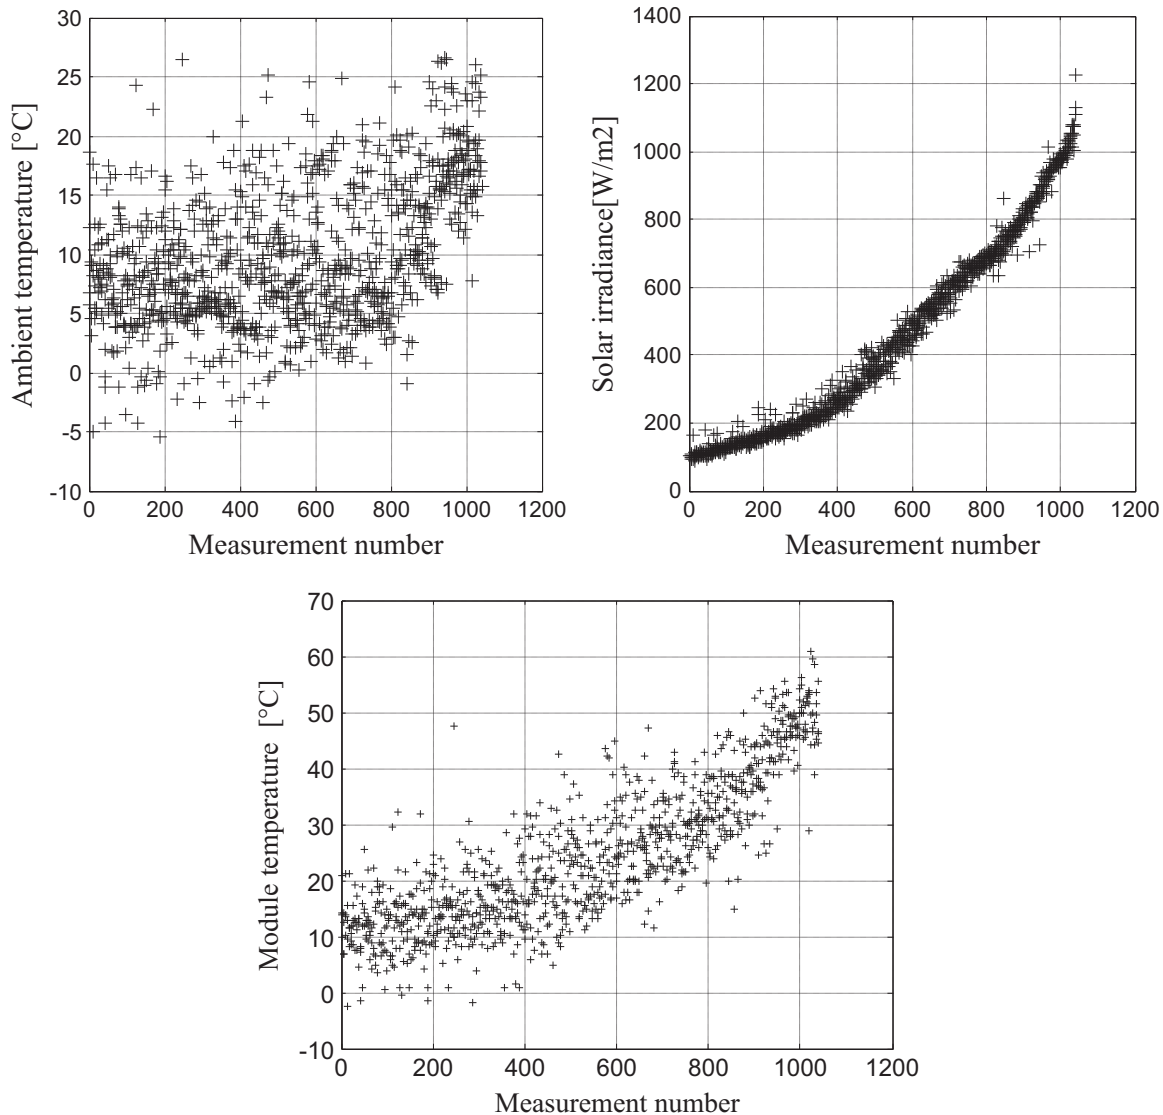 30
25
20
15
10
5
0
-5
-10
Ambient temperature [°C]
0 200 400 600 800 1000 1200
Measurement number
1400
1200
1000
800
600
400
200
0
Solar irradiance[W/m2]
0 200 400 600 800 1000 1200
Measurement number
70
60
50
40
30
20
10
0
-10
Module temperature [°C]
0 200 400 600 800 1000 1200
Measurement number